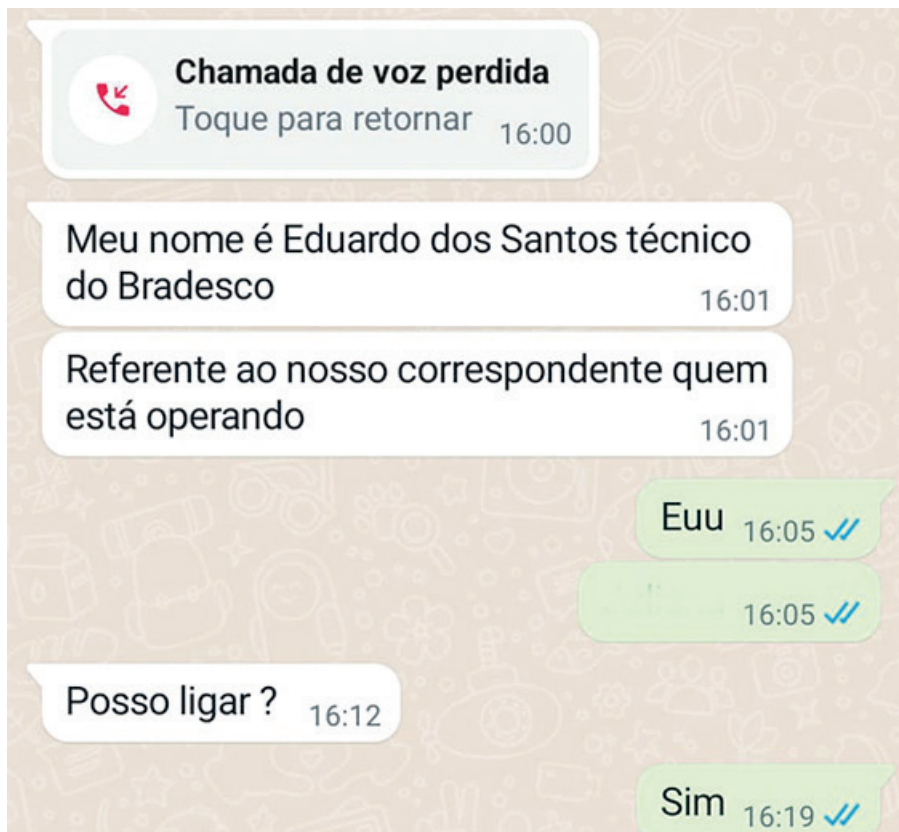 Chamada de voz perdida
Toque para retornar 16:00
Meu nome é Eduardo dos Santos técnico
do Bradesco 16:01
Referente ao nosso correspondente quem
está operando 16:01
Euu 16:05
16:05
Posso ligar ? 16:12
Sim 16:19